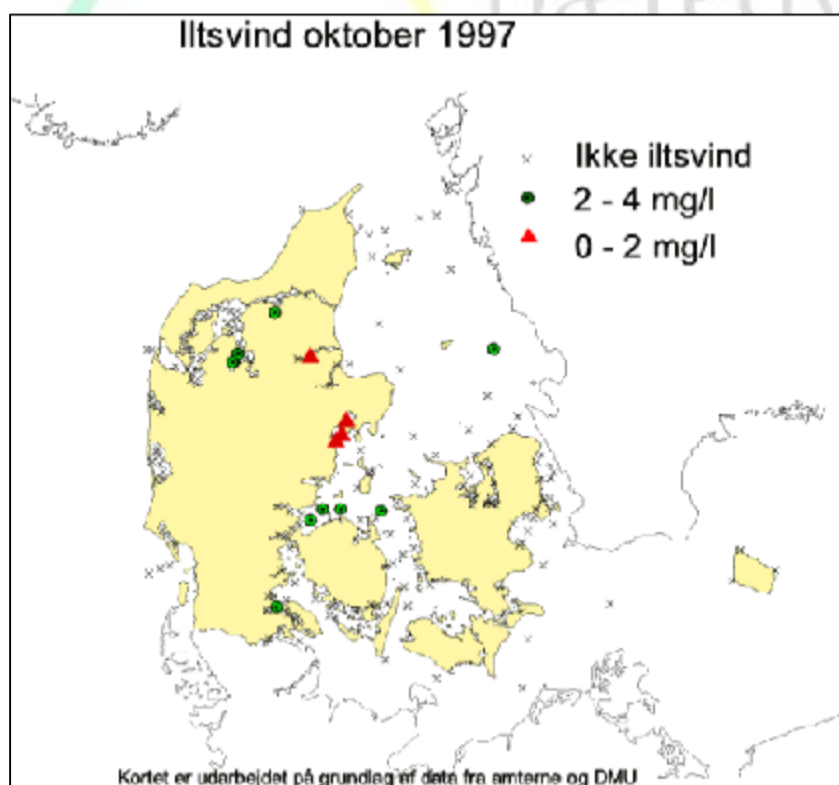 Iltsvind oktober 1997
Ikke iltsvind
2 - 4 mg/l
0 - 2 mg/l
Kortet er udarbejdet på grundlag af data fra amterne og DMU